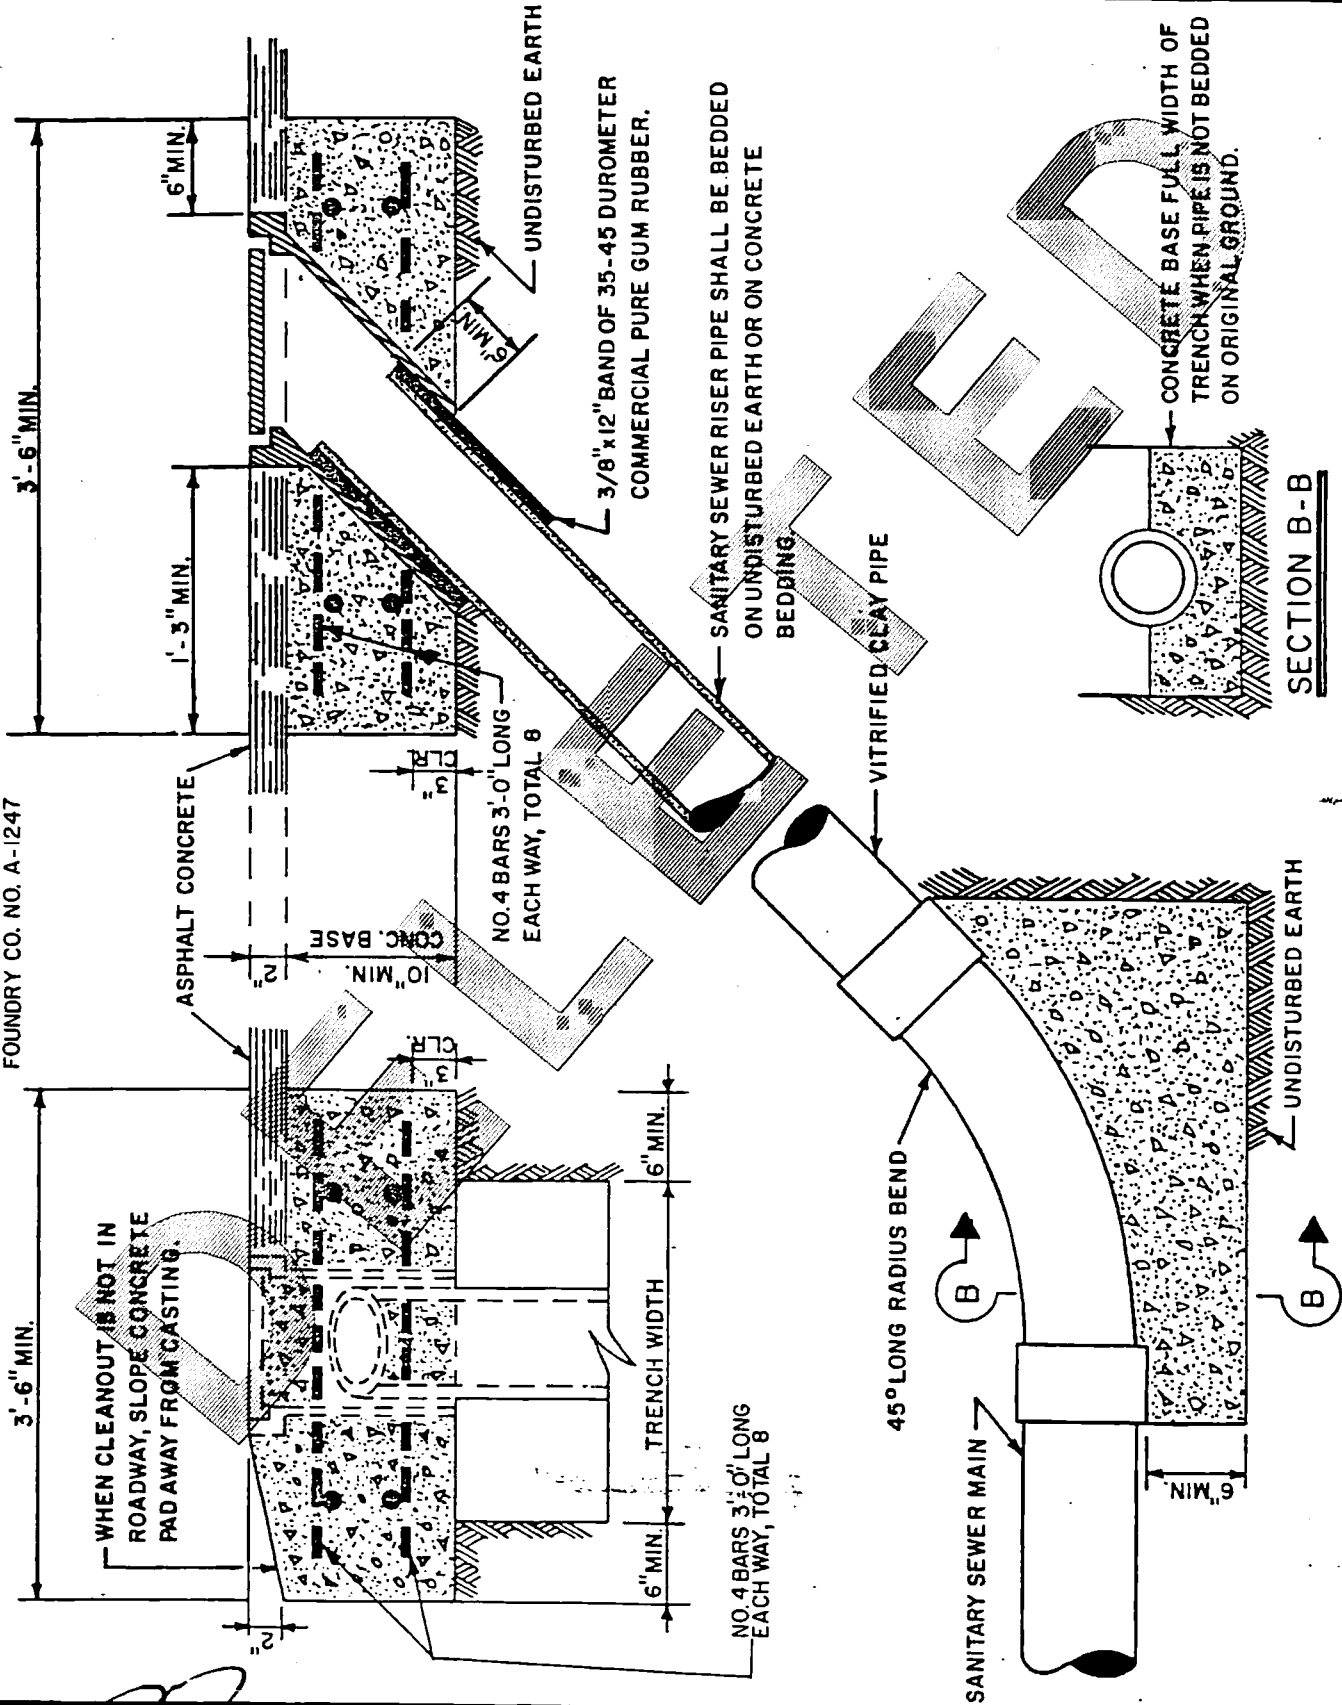 FOUNDRY CO. NO. A-1247
3'-6" MIN.
3'-6" MIN.
WHEN CLEANOUT IS NOT IN
ROADWAY, SLOPE CONCRETE
PAD AWAY FROM CASTING.
ASPHALT CONCRETE
1'-3" MIN.
6" MIN.
2"
2"
10" MIN.
CONC. BASE
3"
CLR.
3"
CLR.
NO. 4 BARS 3'-0" LONG
EACH WAY, TOTAL 8
6" MIN.
UNDISTURBED EARTH
3/8" x 12" BAND OF 35-45 DUROMETER
COMMERCIAL PURE GUM RUBBER.
6" MIN.
TRENCH WIDTH
6" MIN.
NO. 4 BARS 3'-0" LONG
EACH WAY, TOTAL 8
SANITARY SEWER RISER PIPE SHALL BE BEDDED
ON UNDISTURBED EARTH OR ON CONCRETE
BEDDING.
VITRIFIED CLAY PIPE
45° LONG RADIUS BEND
SANITARY SEWER MAIN
B
B
6" MIN.
UNDISTURBED EARTH
CONCRETE BASE FULL WIDTH OF
TRENCH WHEN PIPE IS NOT BEDDED
ON ORIGINAL GROUND.
SECTION B-B
DELETED